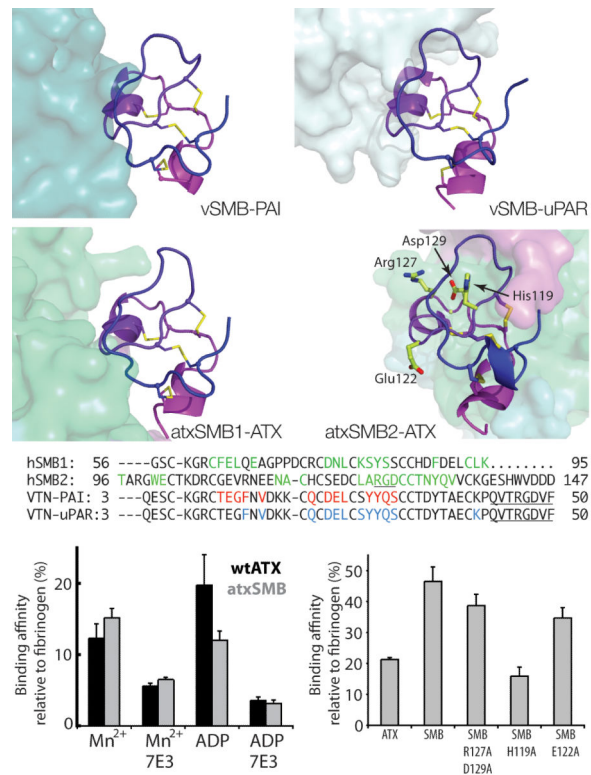 vSMB-PAI
vSMB-uPAR
Asp129
Arg127
His119
Glu122
atxSMB1-ATX
atxSMB2-ATX
hSMB1: 56 ----GSC-KGRCFELQEAGPPDCRCDNLCKSYSSCCHDFDELCLK........ 95
hSMB2: 96 TARGWECTKDRCGEVRNEENA-CHCSEDCLARGDCCTNYQVVCKGESHWVDDD 147
VTN-PAI: 3 ----QESC-KGRCTEGFNVDKK-CQCDELCSYYQSCCTDYTAECKPQVTRGDVF 50
VTN-uPAR:3 ----QESC-KGRCTEGFNVDKK-CQCDELCSYYQSCCTDYTAECKPQVTRGDVF 50
Binding affinity
relative to fibrinogen (%)
20
10
0
wtATX
atxSMB
Mn2+
Mn2+
7E3
ADP
ADP
7E3
Binding affinity
relative to fibrinogen (%)
50
40
30
20
10
0
ATX
SMB
SMB
R127A
D129A
SMB
H119A
SMB
E122A